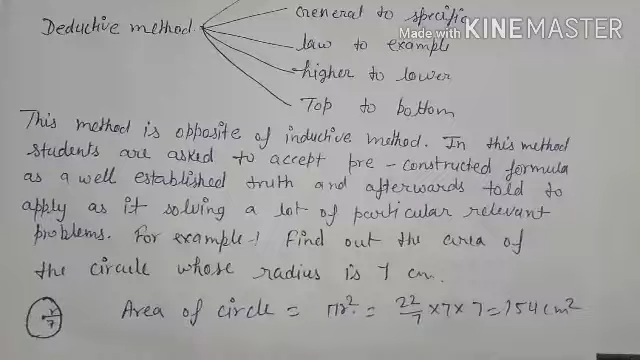 General to specific
Made with KINEMASTER
Deductive method
law to example
higher to lower
Top to bottom
This method is opposite of inductive method. In this method
students are asked to accept pre-constructed formula
as a well established truth and afterwards told to
apply as it solving a lot of particular relevant
problems. For example-! Find out the area of
the circule whose radius is 7 cm.
r
7
Area of circle = πr² = 22/7 ×7×7 = 154 cm²